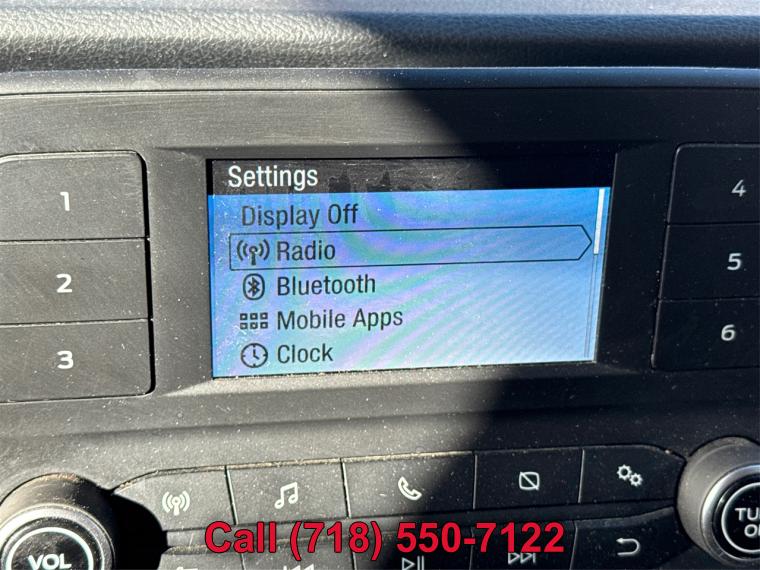 Settings
Display Off
Radio
Bluetooth
Mobile Apps
Clock
1
2
3
4
5
6
VOL
Call (718) 550-7122